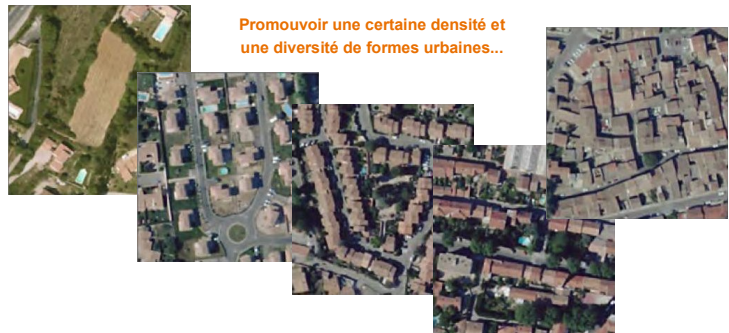 Promouvoir une certaine densité et
une diversité de formes urbaines...